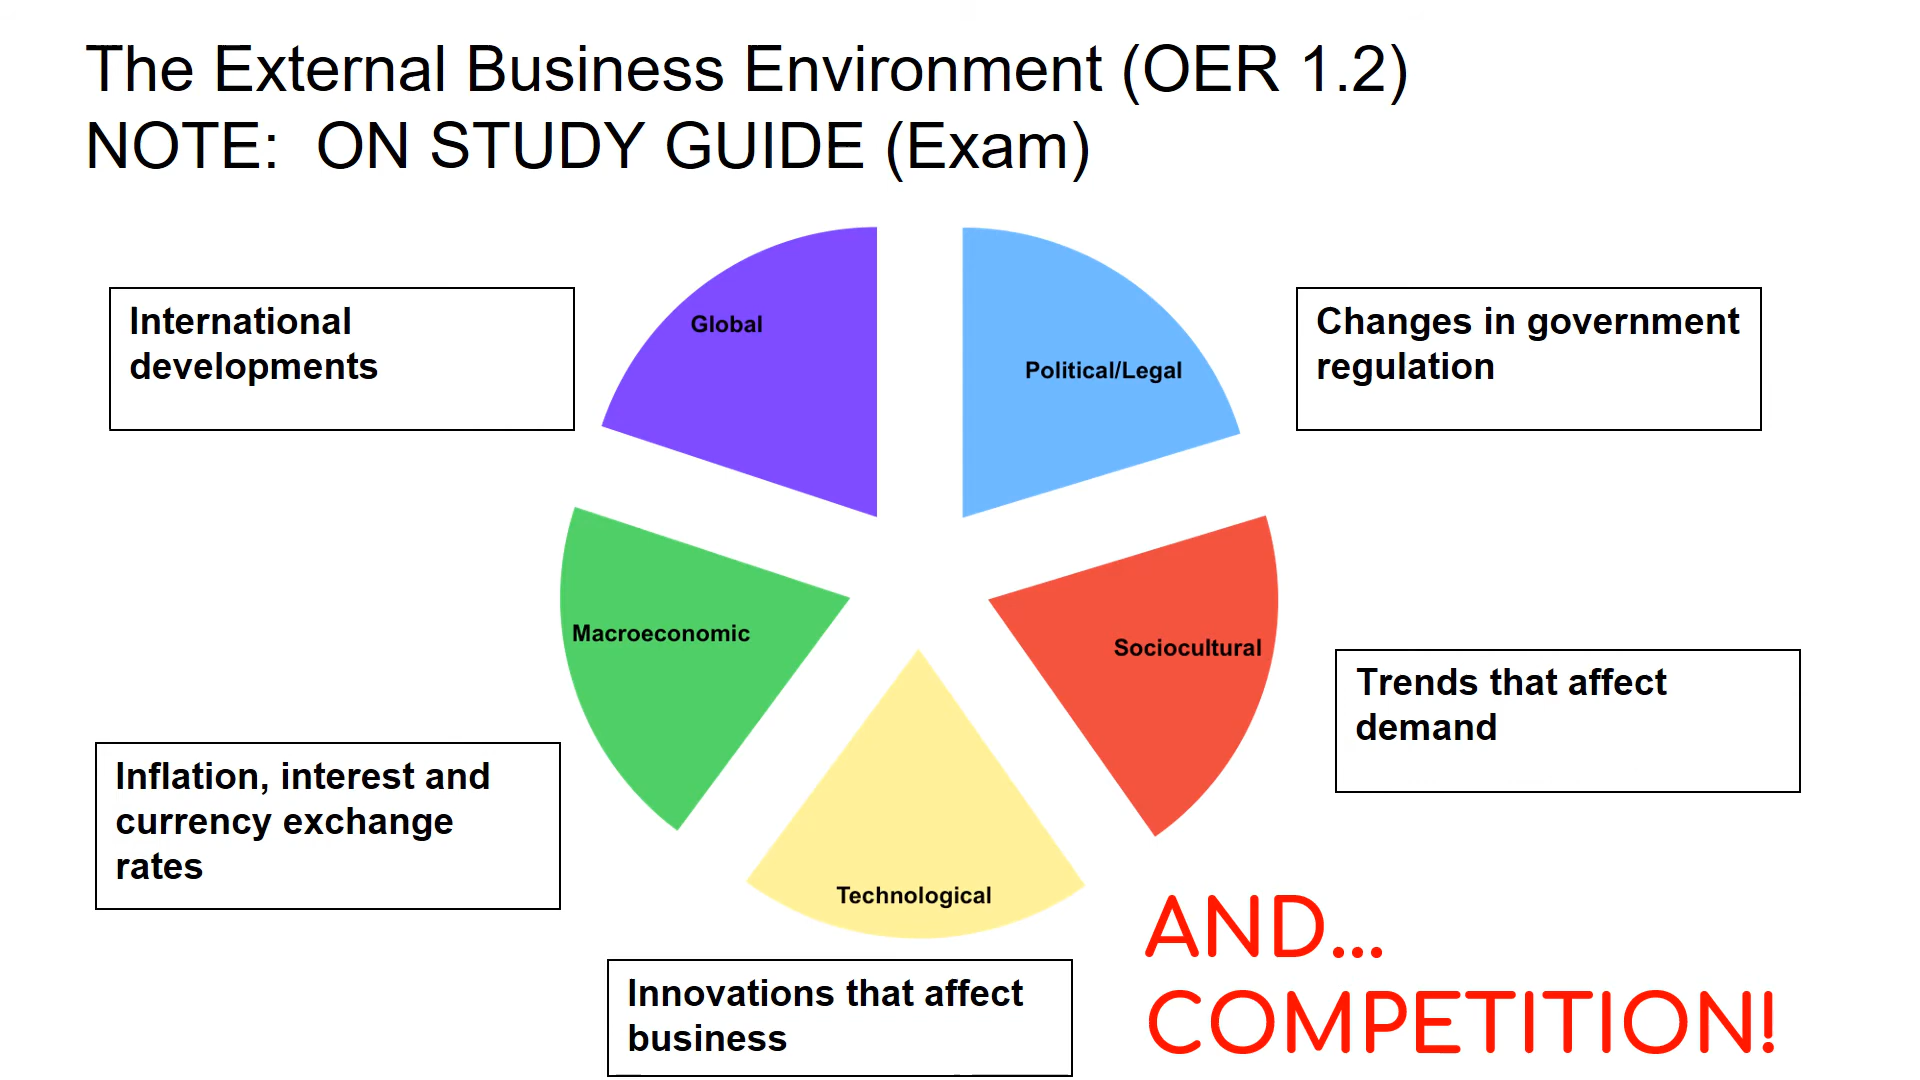 The External Business Environment (OER 1.2)
NOTE:  ON STUDY GUIDE (Exam)
International
developments
Global
Political/Legal
Changes in government
regulation
Macroeconomic
Sociocultural
Trends that affect
demand
Inflation, interest and
currency exchange
rates
Technological
Innovations that affect
business
AND...
COMPETITION!